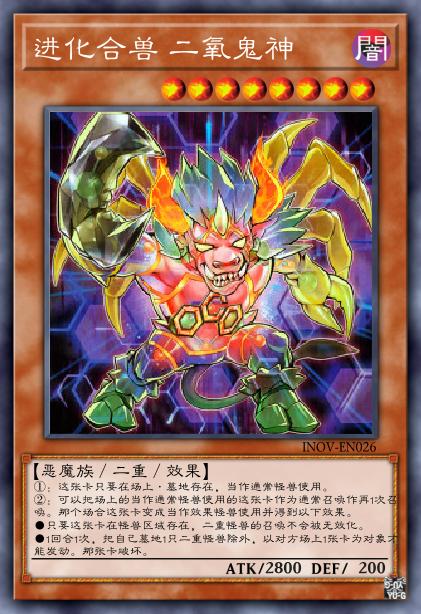 进化合兽 二氧鬼神
闇
INOV-EN026
【恶魔族／二重／效果】
①：这张卡只要在场上·墓地存在，当作通常怪兽使用。
②：可以把场上的当作通常怪兽使用的这张卡作为通常召唤作再1次召
唤。那个场合这张卡变成当作效果怪兽使用并得到以下效果。
●只要这张卡在怪兽区域存在，二重怪兽的召唤不会被无效化。
●1回合1次，把自己墓地1只二重怪兽除外，以对方场上1张卡为对象才
能发动。那张卡破坏。
ATK/2800 DEF/ 200